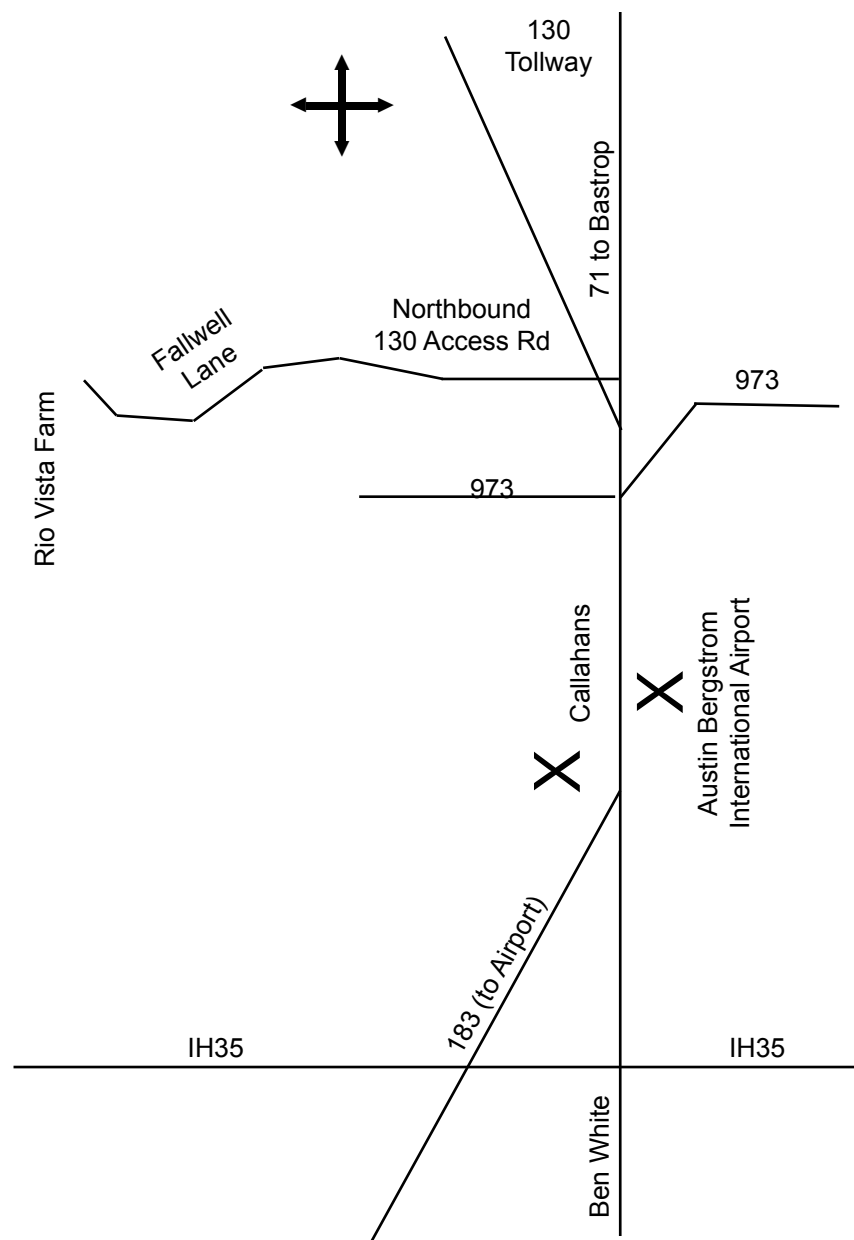 130
Tollway
71 to Bastrop
Northbound
130 Access Rd
Fallwell
Lane
973
Rio Vista Farm
973
Callahans
Austin Bergstrom
International Airport
183 (to Airport)
IH35
IH35
Ben White